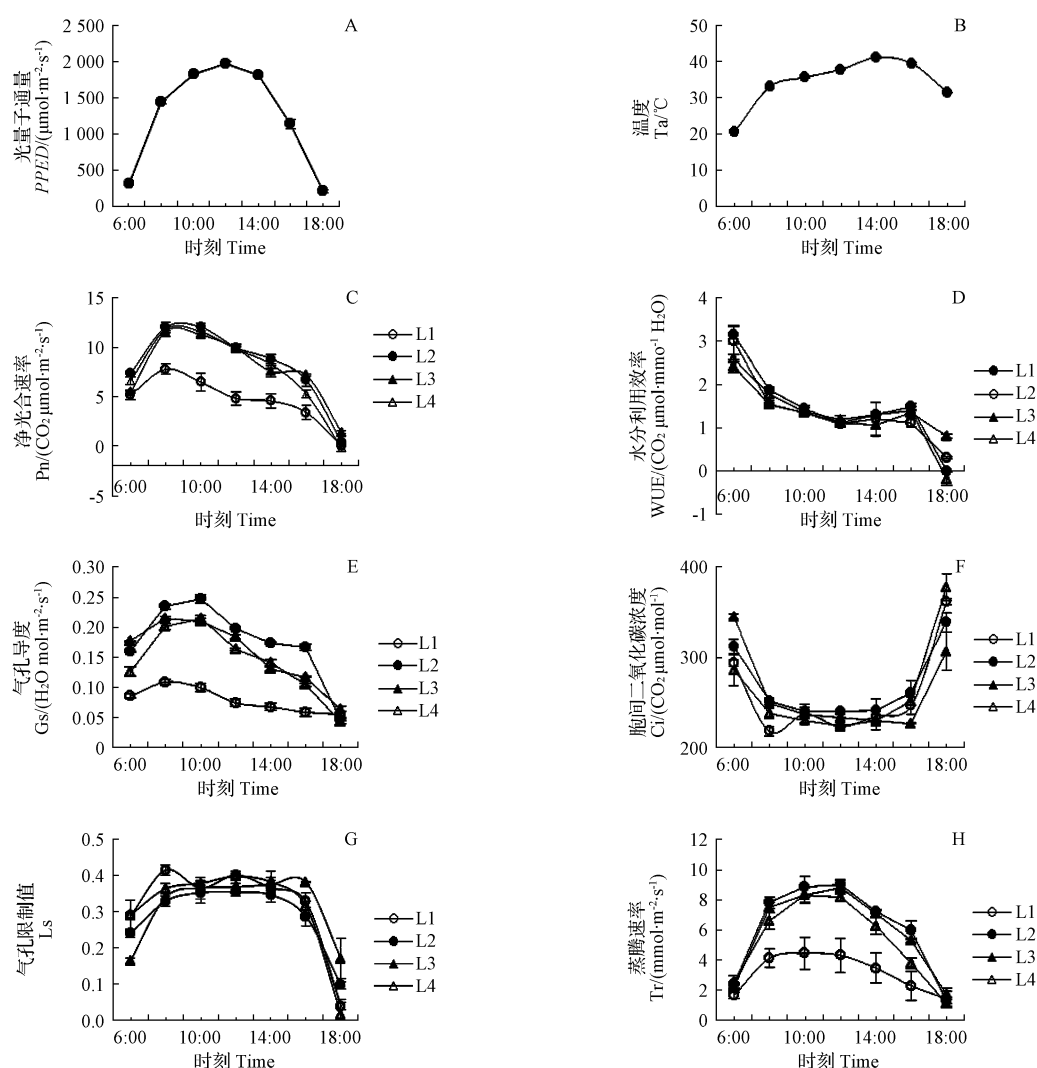 A
2 500
2 000
1 500
1 000
500
0
光量子通量
PPED/(μmol·m⁻²·s⁻¹)
6:00 10:00 14:00 18:00
时刻 Time
B
50
40
30
20
10
0
温度
Ta/℃
6:00 10:00 14:00 18:00
时刻 Time
C
15
10
5
0
-5
净光合速率
Pn/(CO₂ μmol·m⁻²·s⁻¹)
6:00 10:00 14:00 18:00
时刻 Time
L1
L2
L3
L4
D
4
3
2
1
0
-1
水分利用效率
WUE/(CO₂ μmol·mmo⁻¹ H₂O)
6:00 10:00 14:00 18:00
时刻 Time
L1
L2
L3
L4
E
0.30
0.25
0.20
0.15
0.10
0.05
0
气孔导度
Gs/(H₂O mol·m⁻²·s⁻¹)
6:00 10:00 14:00 18:00
时刻 Time
L1
L2
L3
L4
F
400
300
200
胞间二氧化碳浓度
Ci/(CO₂ μmol·mol⁻¹)
6:00 10:00 14:00 18:00
时刻 Time
L1
L2
L3
L4
G
0.5
0.4
0.3
0.2
0.1
0.0
气孔限制值
Ls
6:00 10:00 14:00 18:00
时刻 Time
L1
L2
L3
L4
H
12
10
8
6
4
2
0
蒸腾速率
Tr/(mmol·m⁻²·s⁻¹)
6:00 10:00 14:00 18:00
时刻 Time
L1
L2
L3
L4